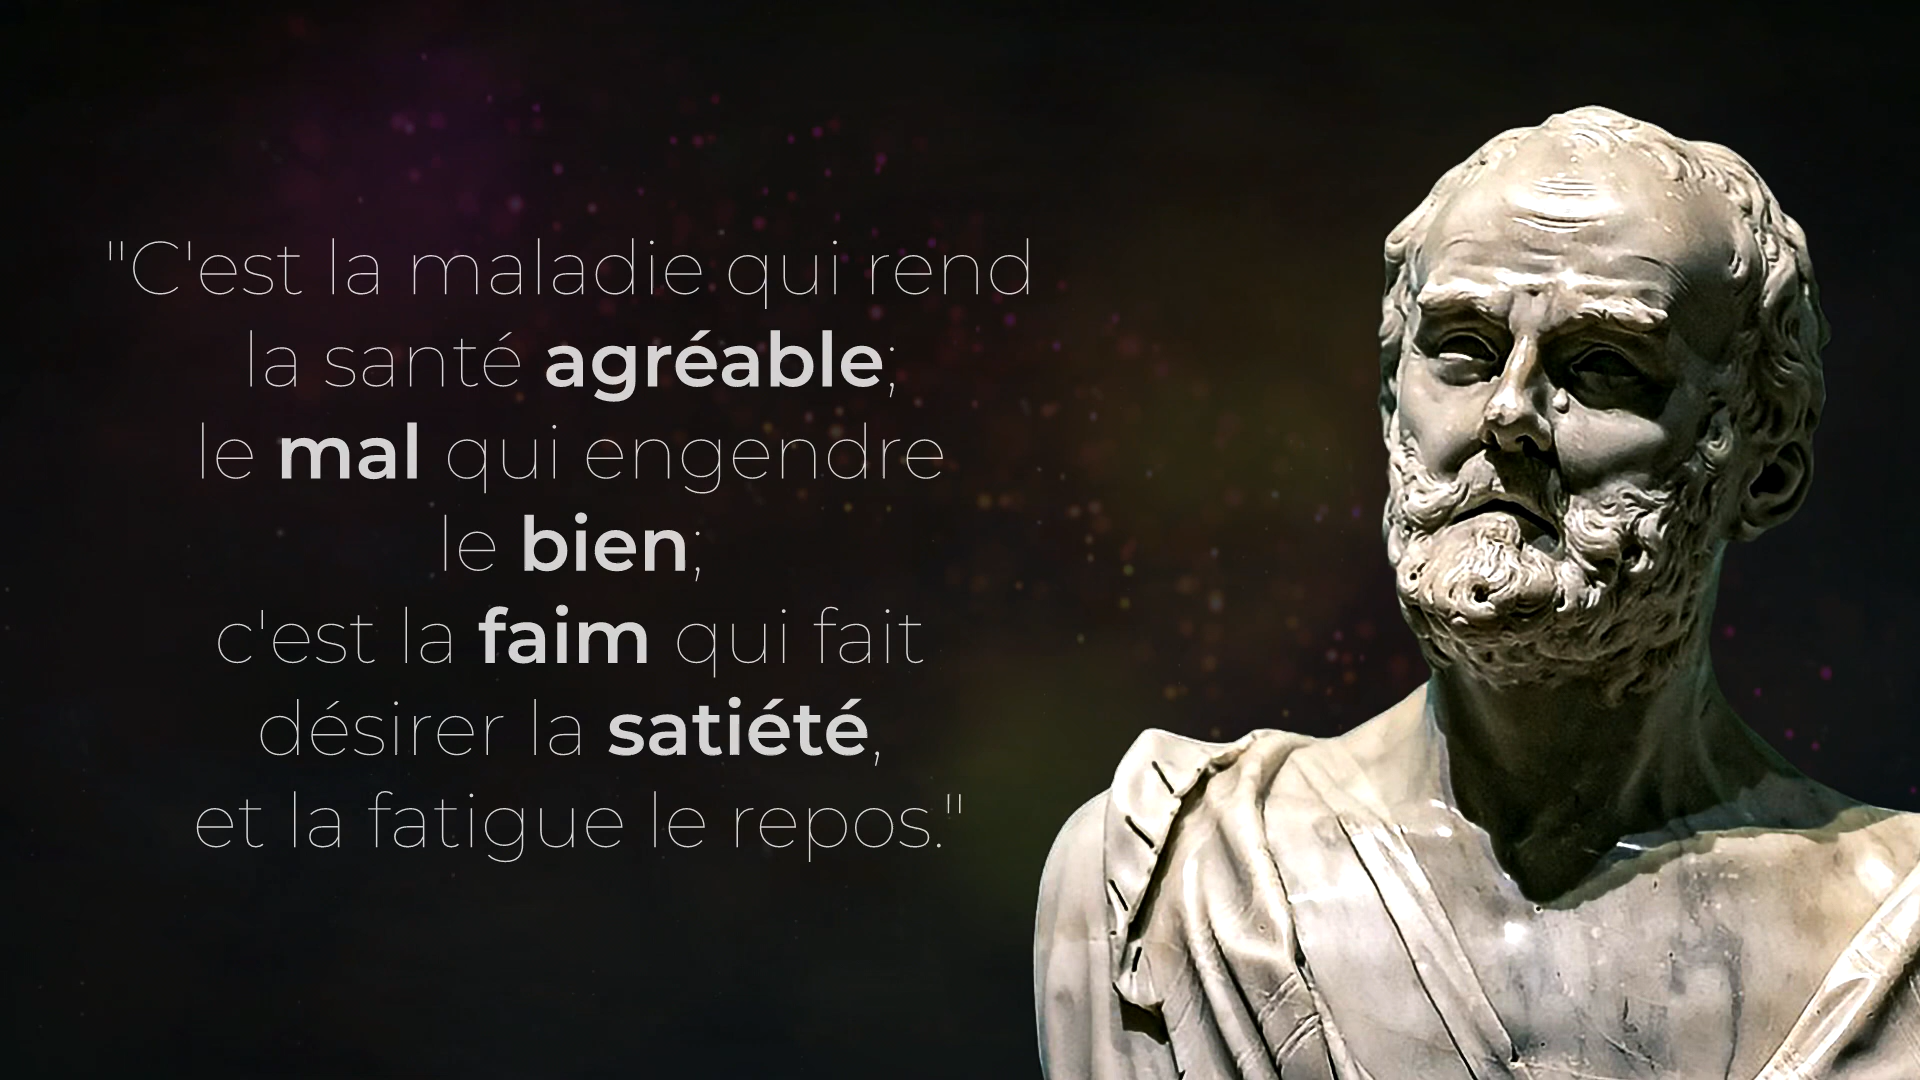 "C'est la maladie qui rend
la santé agréable;
le mal qui engendre
le bien;
c'est la faim qui fait
désirer la satiété,
et la fatigue le repos."